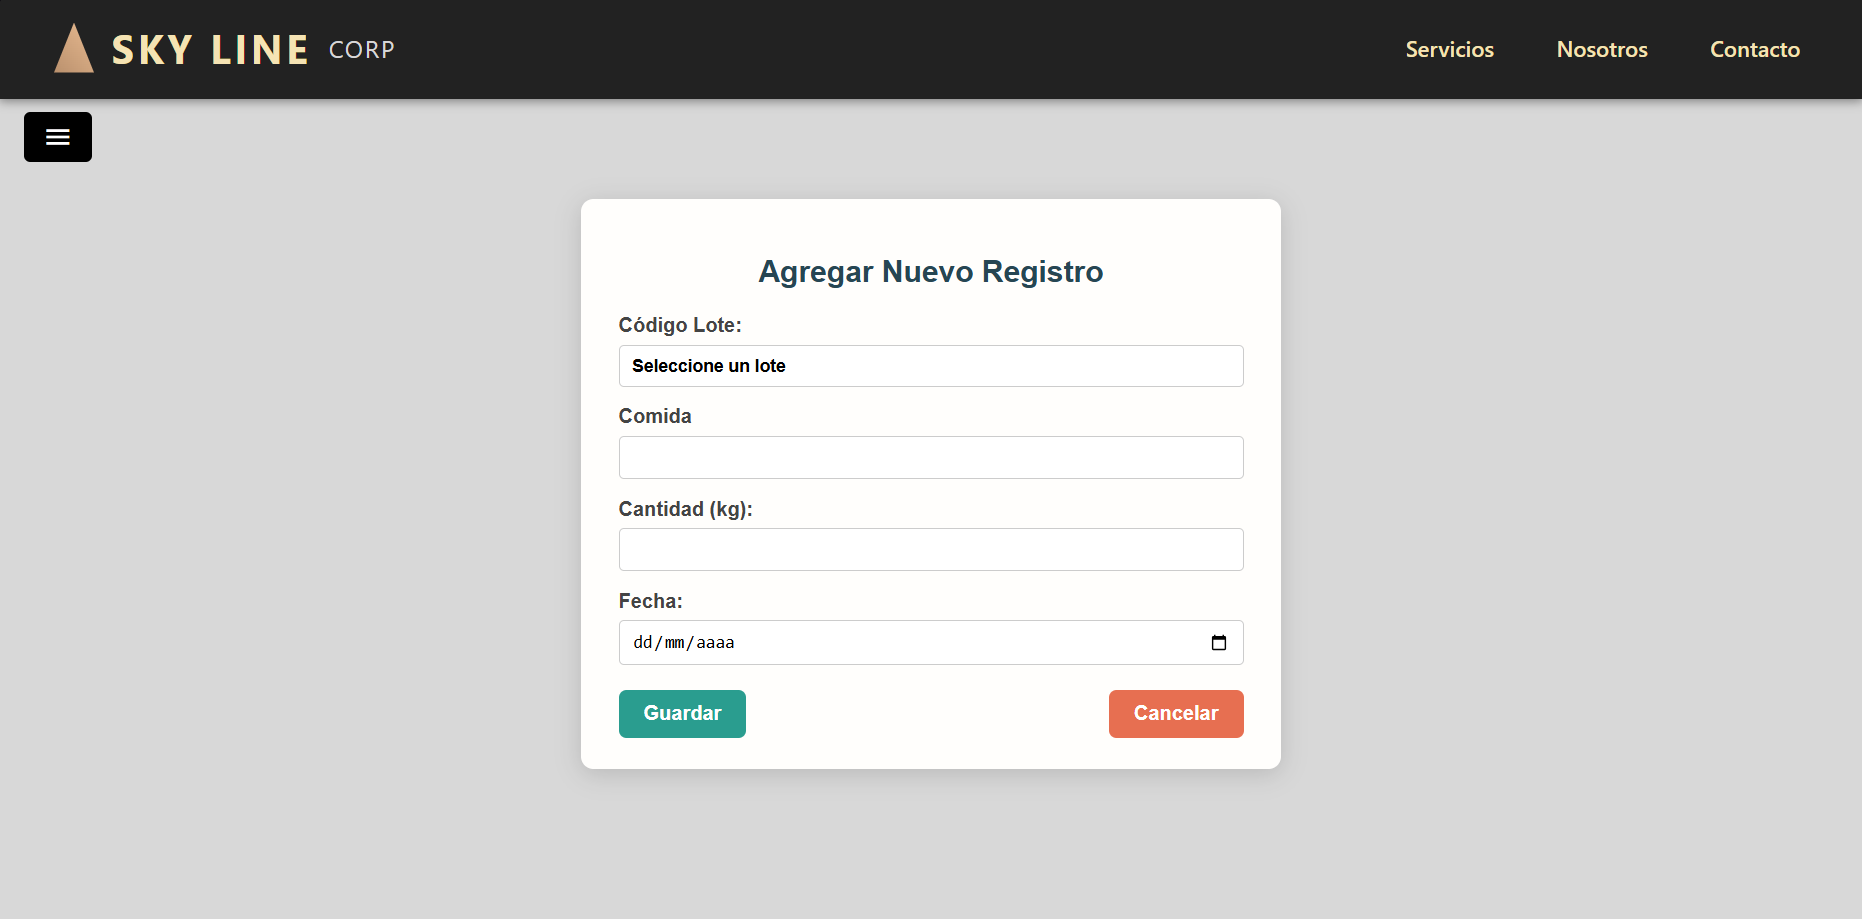 SKY LINE CORP
Servicios Nosotros Contacto
Agregar Nuevo Registro
Código Lote:
Seleccione un lote
Comida
Cantidad (kg):
Fecha:
dd/mm/aaaa
Guardar Cancelar